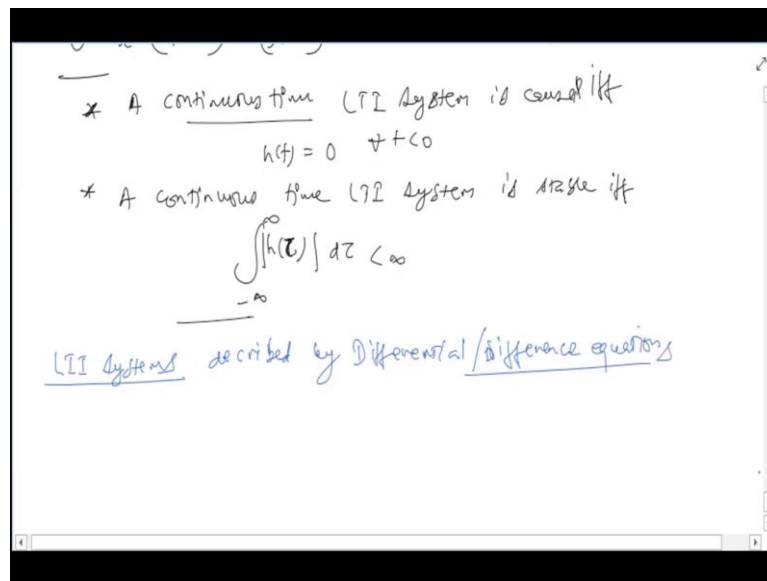 * A continuous time LTI System is causal iff
h(t) = 0 ∀ t<0
* A continuous time LTI System is stable iff
∫_{-∞}^{∞} |h(τ)| dτ < ∞
LTI Systems decribed by Differential/Difference equations